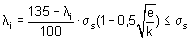 λᵢ = (135 − λᵢ)/100 · σₛ(1 − 0,5√(e/k)) ≤ σₛ